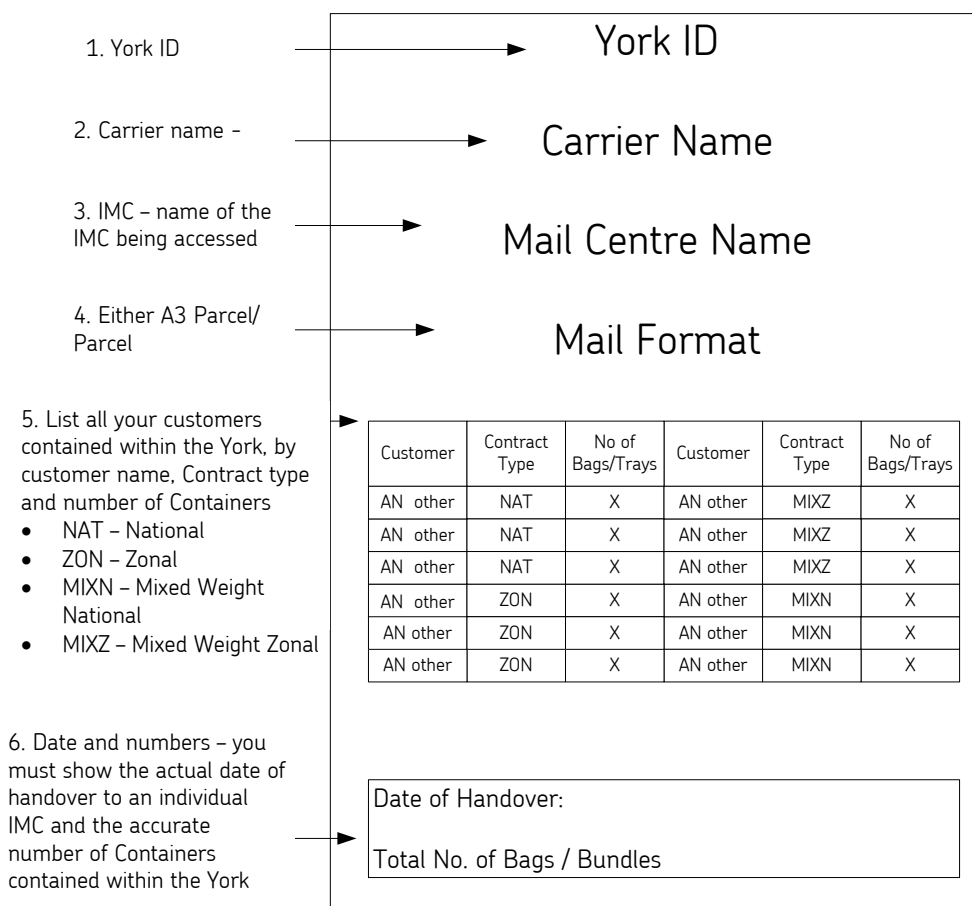 1. York ID
York ID
2. Carrier name -
Carrier Name
3. IMC – name of the
IMC being accessed
Mail Centre Name
4. Either A3 Parcel/
Parcel
Mail Format
5. List all your customers
contained within the York, by
customer name, Contract type
and number of Containers
• NAT – National
• ZON – Zonal
• MIXN – Mixed Weight
National
• MIXZ – Mixed Weight Zonal
Customer Contract Type No of Bags/Trays Customer Contract Type No of Bags/Trays
AN other NAT X AN other MIXZ X
AN other NAT X AN other MIXZ X
AN other NAT X AN other MIXZ X
AN other ZON X AN other MIXN X
AN other ZON X AN other MIXN X
AN other ZON X AN other MIXN X
6. Date and numbers – you
must show the actual date of
handover to an individual
IMC and the accurate
number of Containers
contained within the York
Date of Handover:
Total No. of Bags / Bundles